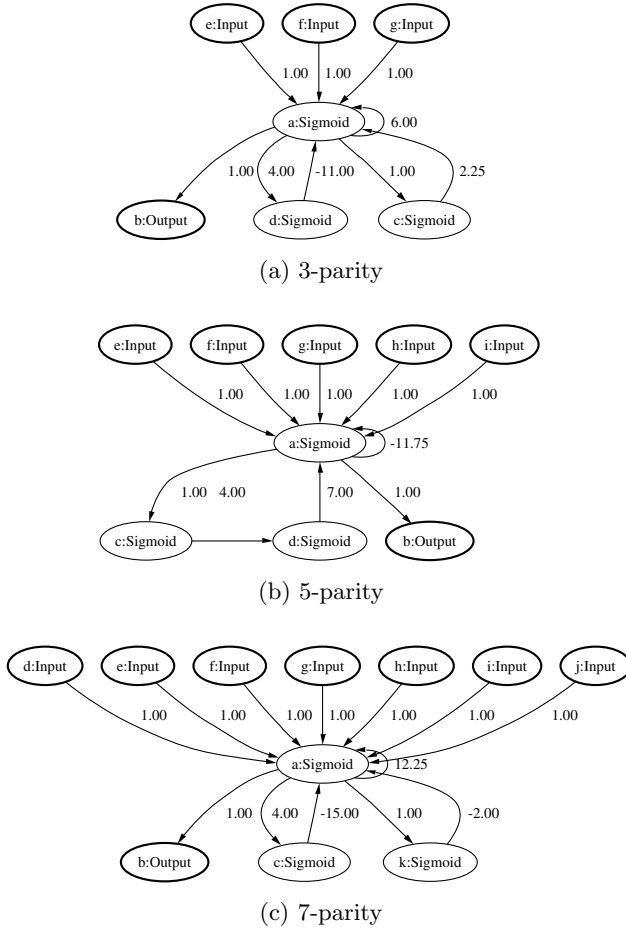 e:Input f:Input g:Input
1.00 1.00 1.00
a:Sigmoid 6.00
1.00 4.00 -11.00 1.00 2.25
b:Output d:Sigmoid c:Sigmoid
(a) 3-parity
e:Input f:Input g:Input h:Input i:Input
1.00 1.00 1.00 1.00 1.00
a:Sigmoid -11.75
1.00 4.00 7.00 1.00
c:Sigmoid d:Sigmoid b:Output
(b) 5-parity
d:Input e:Input f:Input g:Input h:Input i:Input j:Input
1.00 1.00 1.00 1.00 1.00 1.00 1.00
a:Sigmoid 12.25
1.00 4.00 -15.00 1.00 -2.00
b:Output c:Sigmoid k:Sigmoid
(c) 7-parity